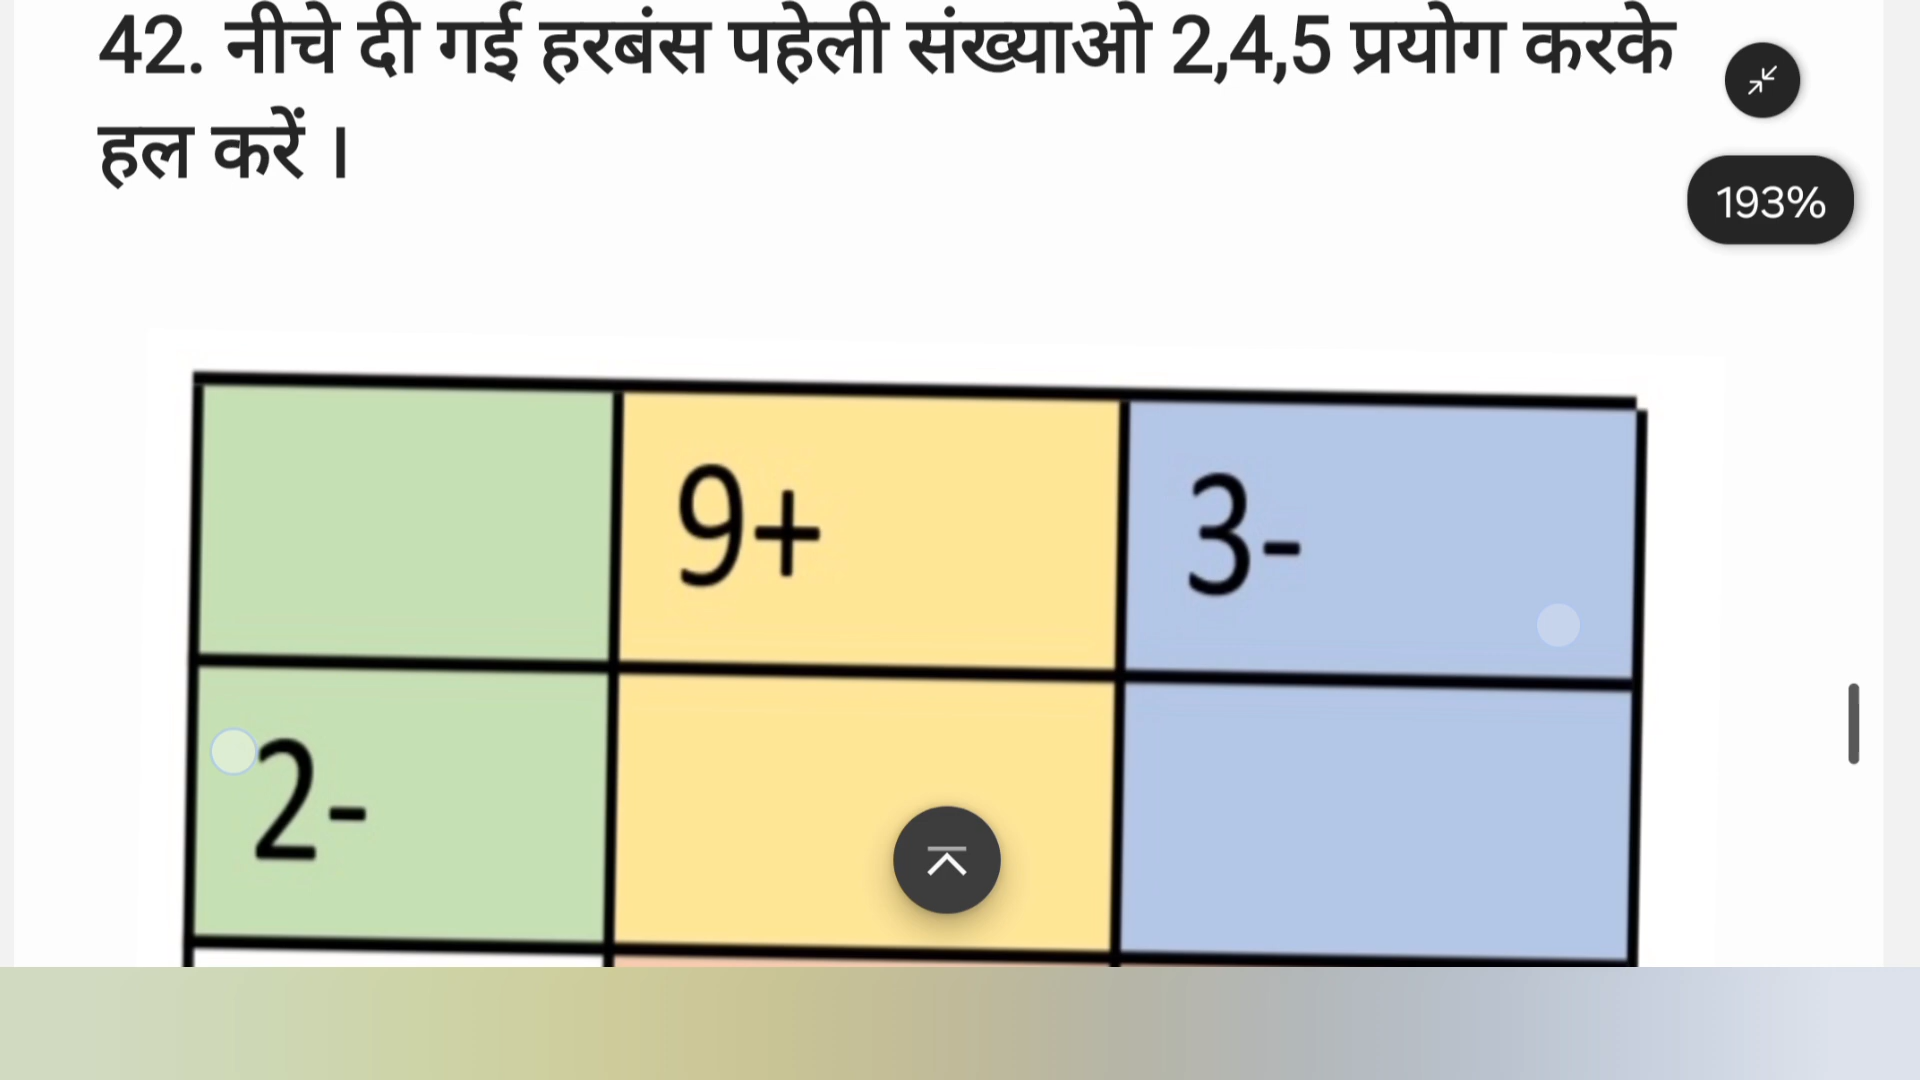 42. नीचे दी गई हरबंस पहेली संख्याओ 2,4,5 प्रयोग करके
हल करें ।
193%
9+
3-
2-